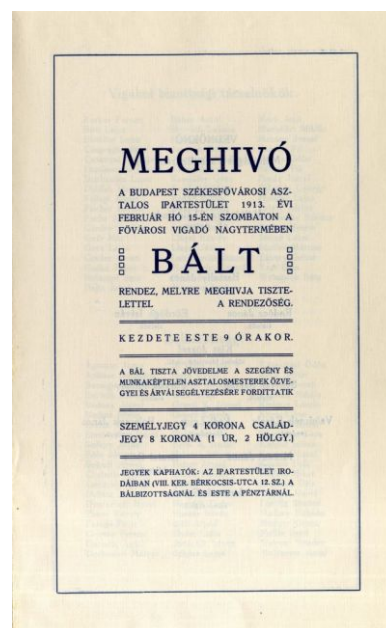 MEGHIVÓ
A BUDAPEST SZÉKESFŐVÁROSI ASZ-
TALOS IPARTESTÜLET 1913. ÉVI
FEBRUÁR HÓ 15-ÉN SZOMBATON A
FŐVÁROSI VIGADÓ NAGYTERMÉBEN
BÁLT
RENDEZ, MELYRE MEGHIVJA TISZTE-
LETTEL A RENDEZŐSÉG.
KEZDETE ESTE 9 ÓRAKOR.
A BÁL TISZTA JÖVEDELME A SZEGÉNY ÉS
MUNKAKÉPTELEN ASZTALOSMESTEREK ÖZVE-
GYEI ÉS ÁRVÁI SEGÉLYEZÉSÉRE FORDITTATIK
SZEMÉLYJEGY 4 KORONA CSALÁD-
JEGY 8 KORONA (1 ÚR, 2 HÖLGY.)
JEGYEK KAPHATÓK: AZ IPARTESTÜLET IRO-
DÁIBAN (VIII. KER. BÉRKOCSIS-UTCA 12. SZ.) A
BÁLBIZOTTSÁGNÁL ÉS ESTE A PÉNZTÁRNÁL.